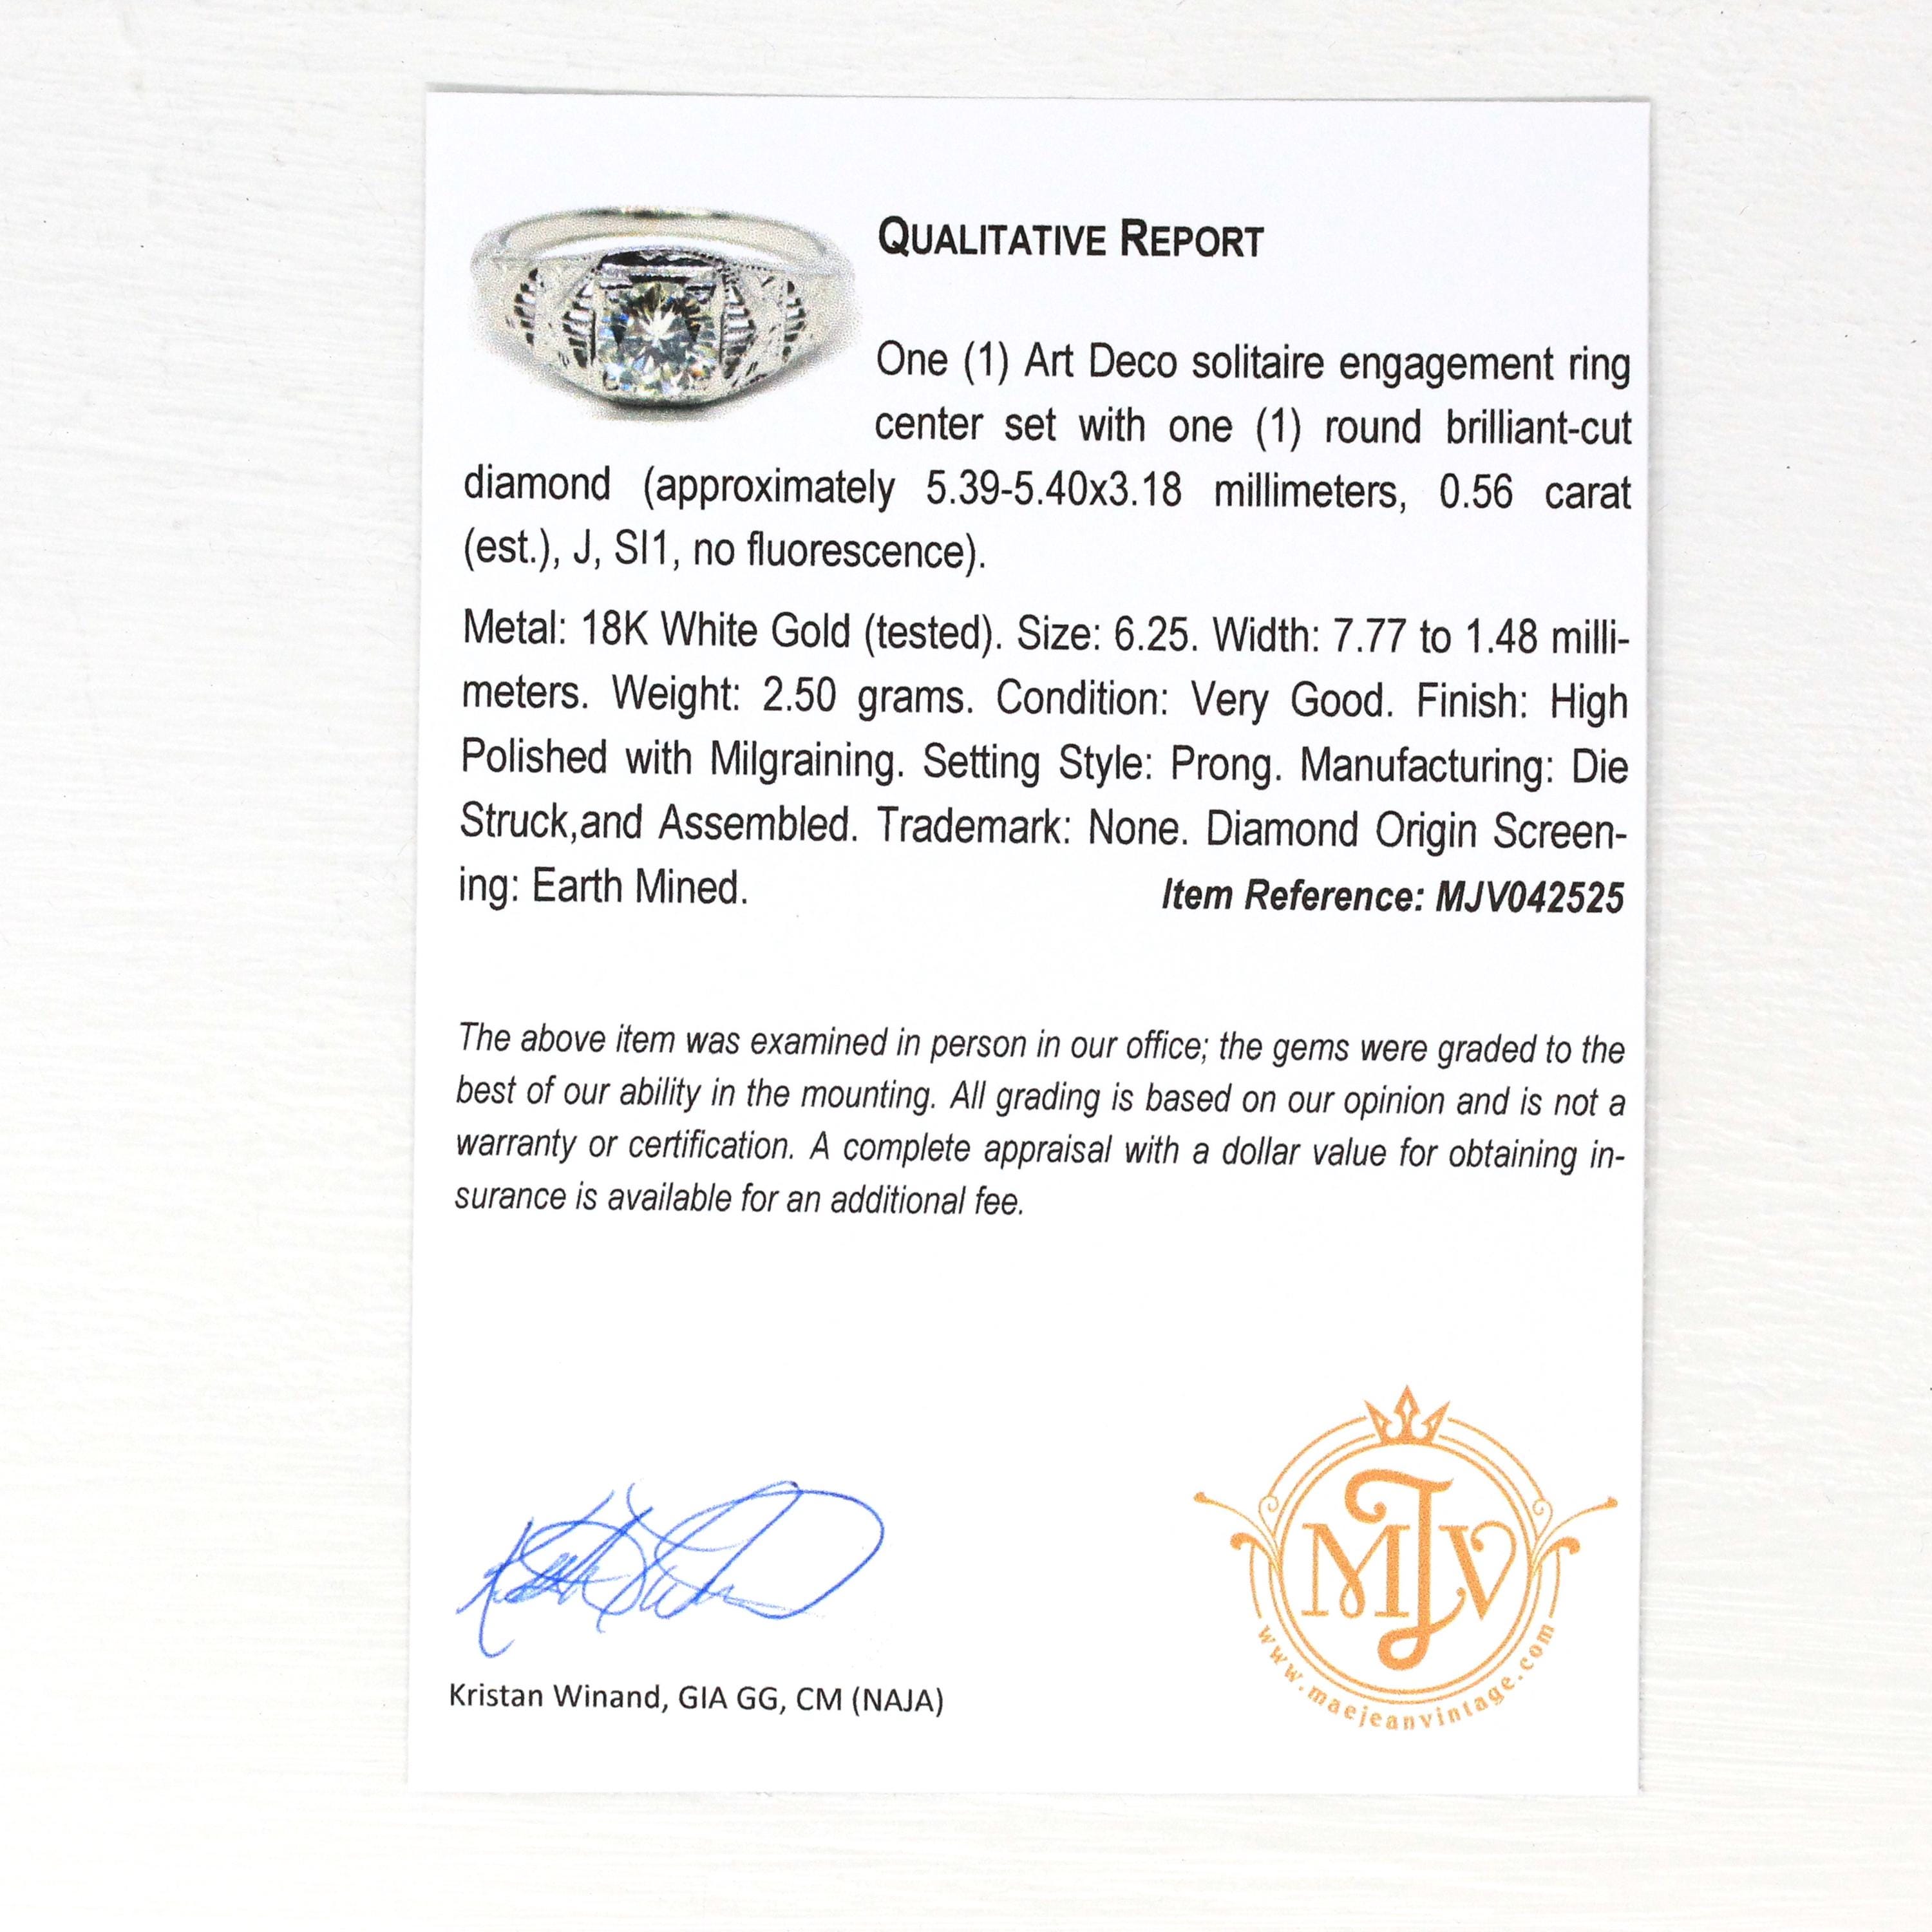 QUALITATIVE REPORT
One (1) Art Deco solitaire engagement ring
center set with one (1) round brilliant-cut
diamond (approximately 5.39-5.40x3.18 millimeters, 0.56 carat
(est.), J, SI1, no fluorescence).
Metal: 18K White Gold (tested). Size: 6.25. Width: 7.77 to 1.48 milli-
meters. Weight: 2.50 grams. Condition: Very Good. Finish: High
Polished with Milgraining. Setting Style: Prong. Manufacturing: Die
Struck,and Assembled. Trademark: None. Diamond Origin Screen-
ing: Earth Mined.
Item Reference: MJV042525
The above item was examined in person in our office; the gems were graded to the
best of our ability in the mounting. All grading is based on our opinion and is not a
warranty or certification. A complete appraisal with a dollar value for obtaining in-
surance is available for an additional fee.
Kristan Winand, GIA GG, CM (NAJA)
MJV
www.maejeanvintage.com